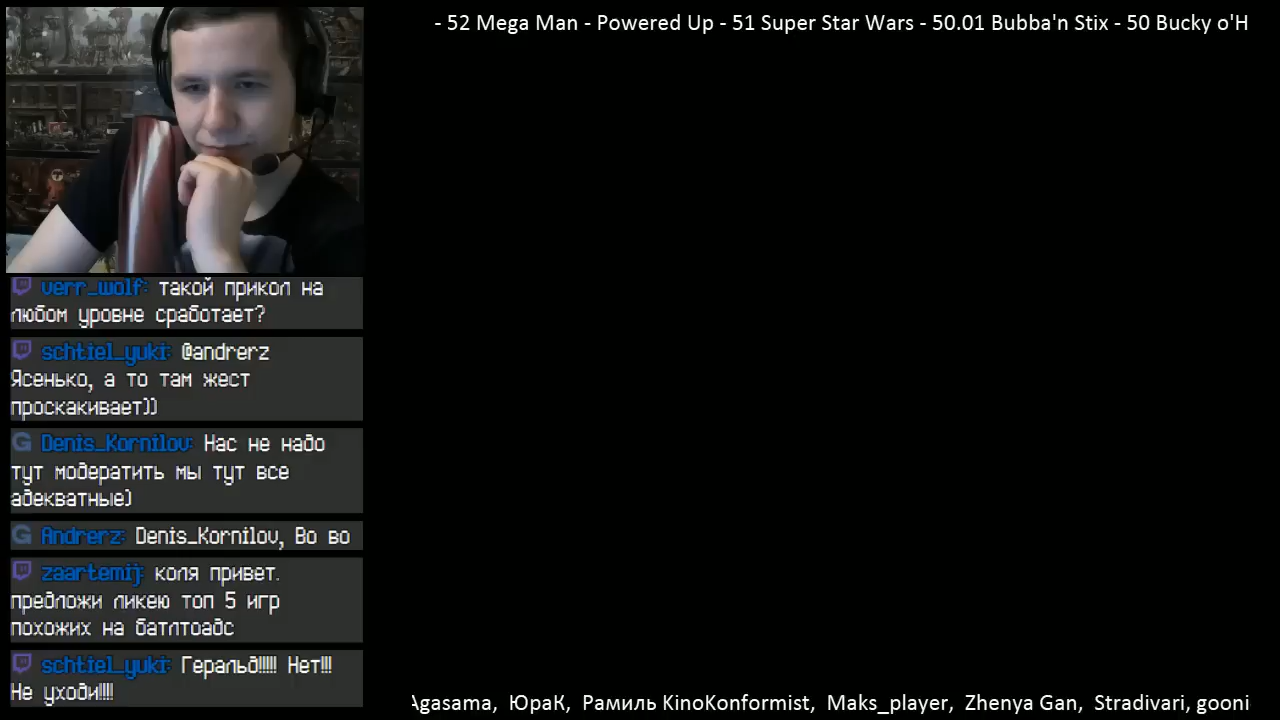 - 52 Mega Man - Powered Up - 51 Super Star Wars - 50.01 Bubba'n Stix - 50 Bucky o'H
verr_wolf: такой прикол на
любом уровне сработает?
schtiel_yuki: @andrerz
Ясенько, а то там жест
проскакивает))
Denis_Kornilov: Нас не надо
тут модератить мы тут все
адекватные)
Andrerz: Denis_Kornilov, Во во
zaartemij: коля привет.
предложи ликею топ 5 игр
похожих на батлтоадс
schtiel_yuki: Геральд!!!!! Нет!!!
Не уходи!!!!
Agasama, ЮраК, Рамиль KinoKonformist, Maks_player, Zhenya Gan, Stradivari, gooni